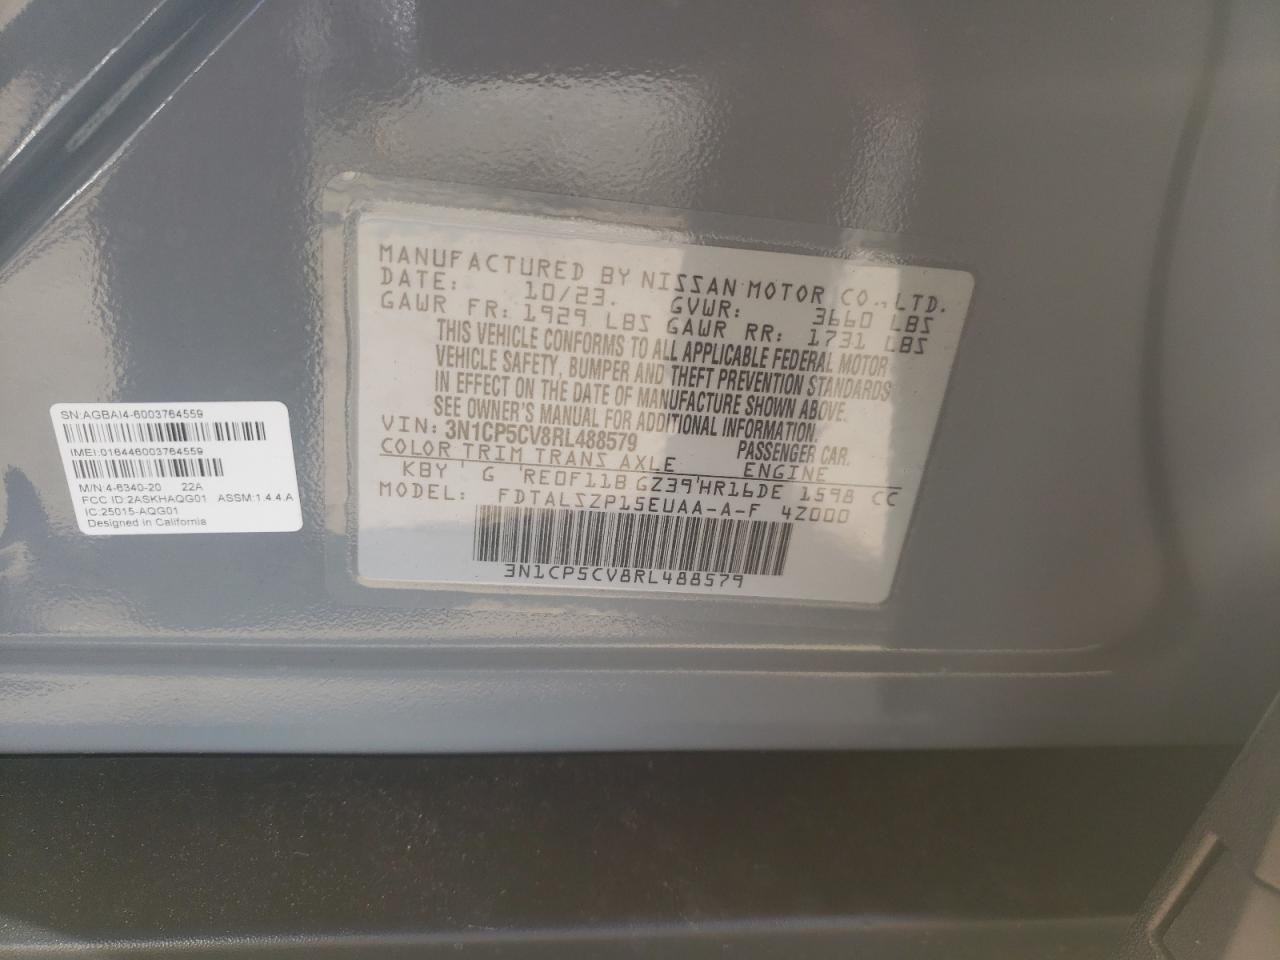 MANUFACTURED BY NISSAN MOTOR CO.,LTD.
DATE: 10/23. GVWR: 3660 LBS
GAWR FR: 1929 LBS GAWR RR: 1731 LBS
THIS VEHICLE CONFORMS TO ALL APPLICABLE FEDERAL MOTOR
VEHICLE SAFETY, BUMPER AND THEFT PREVENTION STANDARDS
IN EFFECT ON THE DATE OF MANUFACTURE SHOWN ABOVE.
SEE OWNER'S MANUAL FOR ADDITIONAL INFORMATION.
VIN: 3N1CP5CV8RL488579 PASSENGER CAR.
COLOR TRIM TRANS AXLE ENGINE
KBY ' G 'RE0F11B GZ39'HR16DE 1598 CC
MODEL: FDTALSZP15EUAA-A-F 4Z000
3N1CP5CV8RL488579
SN:AGBAI4-6003764559
IMEI:016446003764559
M/N:4-6340-20 22A
FCC ID:2ASKHAQG01 ASSM:1.4.4.A
IC:25015-AQG01
Designed in California